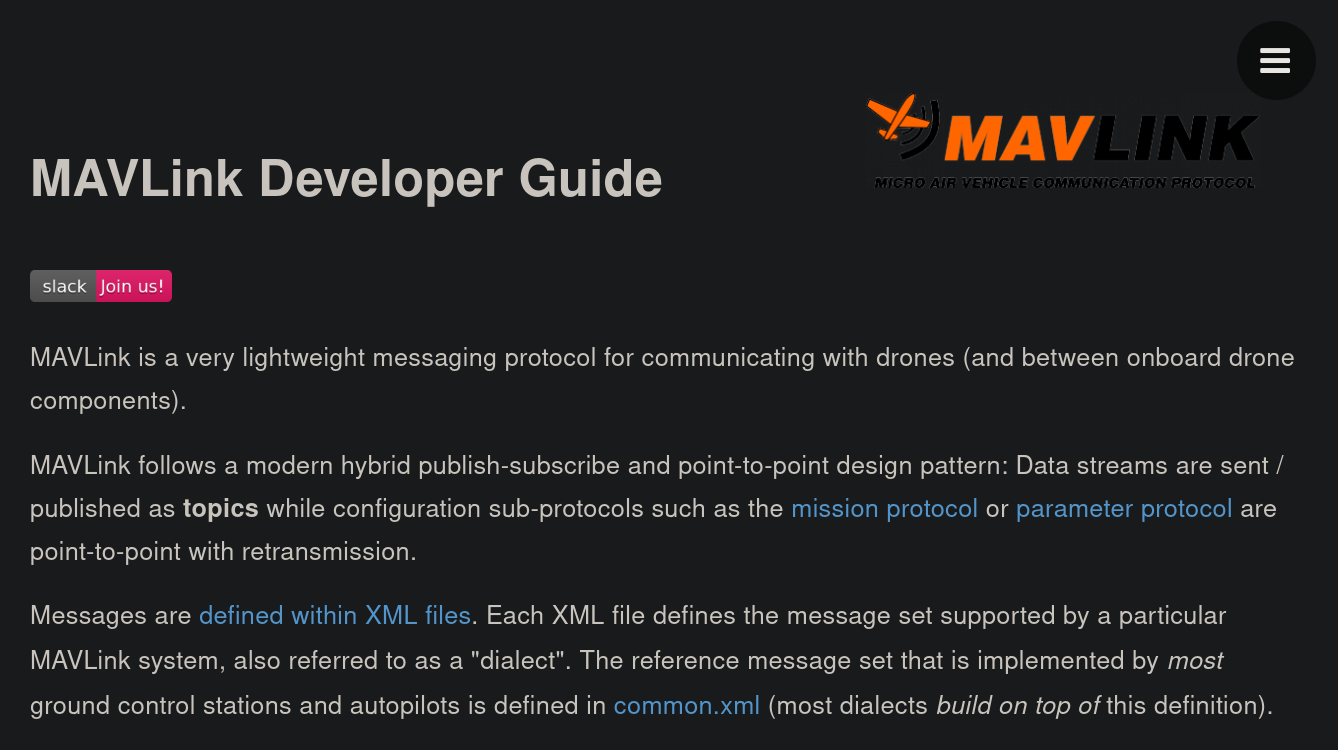 MAVLINK
MICRO AIR VEHICLE COMMUNICATION PROTOCOL
MAVLink Developer Guide
slack Join us!
MAVLink is a very lightweight messaging protocol for communicating with drones (and between onboard drone
components).
MAVLink follows a modern hybrid publish-subscribe and point-to-point design pattern: Data streams are sent /
published as topics while configuration sub-protocols such as the mission protocol or parameter protocol are
point-to-point with retransmission.
Messages are defined within XML files. Each XML file defines the message set supported by a particular
MAVLink system, also referred to as a "dialect". The reference message set that is implemented by most
ground control stations and autopilots is defined in common.xml (most dialects build on top of this definition).